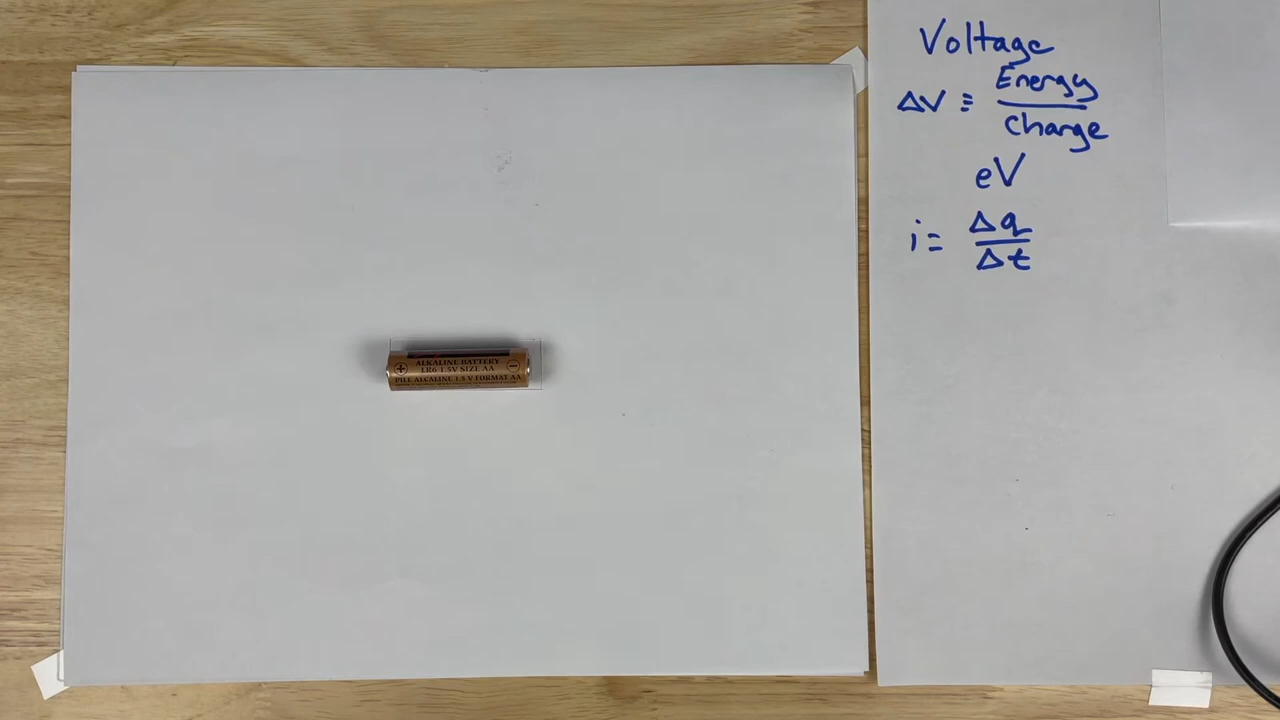 Voltage
ΔV ≡ Energy / Charge
eV
i = Δq / Δt
+ ALKALINE BATTERY −
LR6 1.5V SIZE AA
PILE ALCALINE 1.5 V FORMAT AA